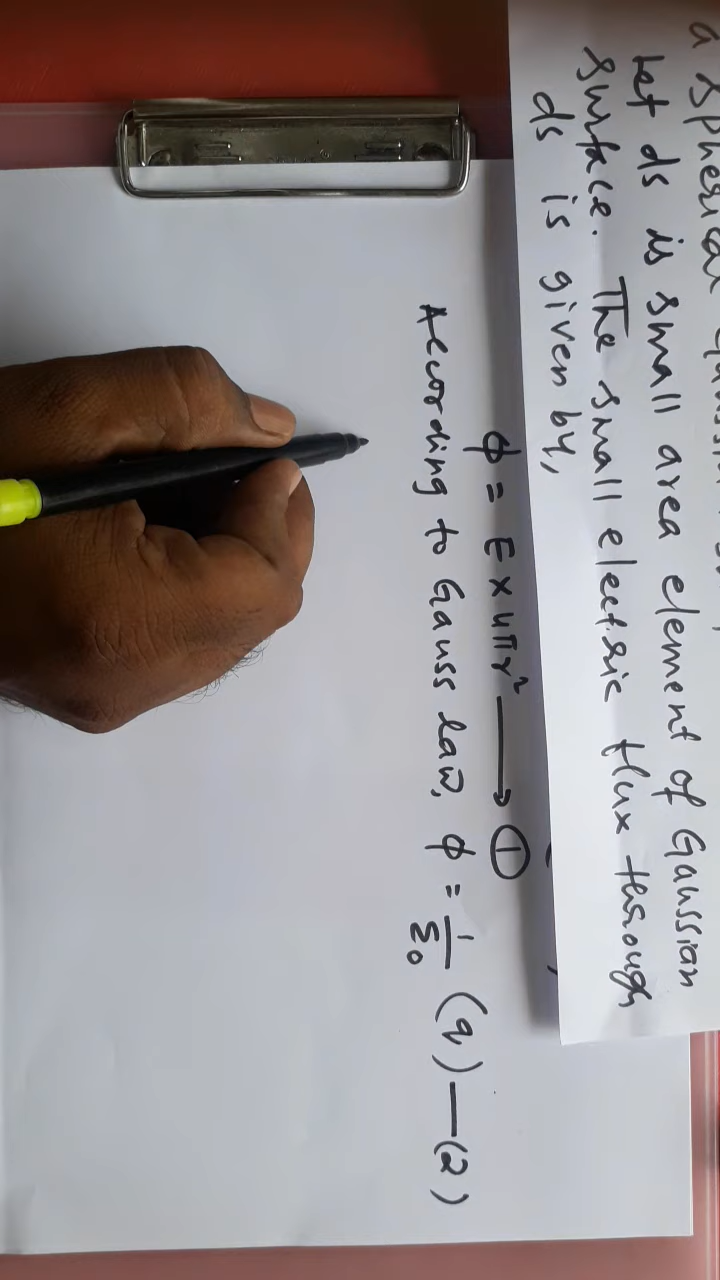 a spherical
Let ds is small area element of Gaussian
surface. The small electric flux through
ds is given by,
ϕ = E × 4πr² ⟶ ①
According to Gauss law, ϕ = 1/ε0 (q) — (2)